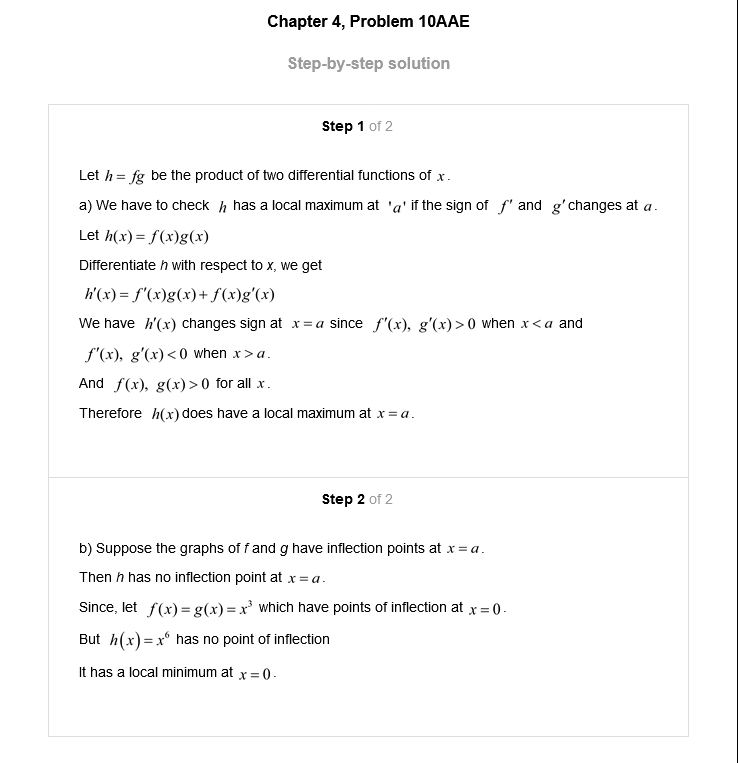 Chapter 4, Problem 10AAE
Step-by-step solution
Step 1 of 2
Let h = fg be the product of two differential functions of x.
a) We have to check h has a local maximum at 'a' if the sign of f' and g' changes at a.
Let h(x) = f(x)g(x)
Differentiate h with respect to x, we get
h'(x) = f'(x)g(x) + f(x)g'(x)
We have h'(x) changes sign at x = a since f'(x), g'(x) > 0 when x < a and
f'(x), g'(x) < 0 when x > a.
And f(x), g(x) > 0 for all x.
Therefore h(x) does have a local maximum at x = a.
Step 2 of 2
b) Suppose the graphs of f and g have inflection points at x = a.
Then h has no inflection point at x = a.
Since, let f(x) = g(x) = x³ which have points of inflection at x = 0.
But h(x) = x⁶ has no point of inflection
It has a local minimum at x = 0.